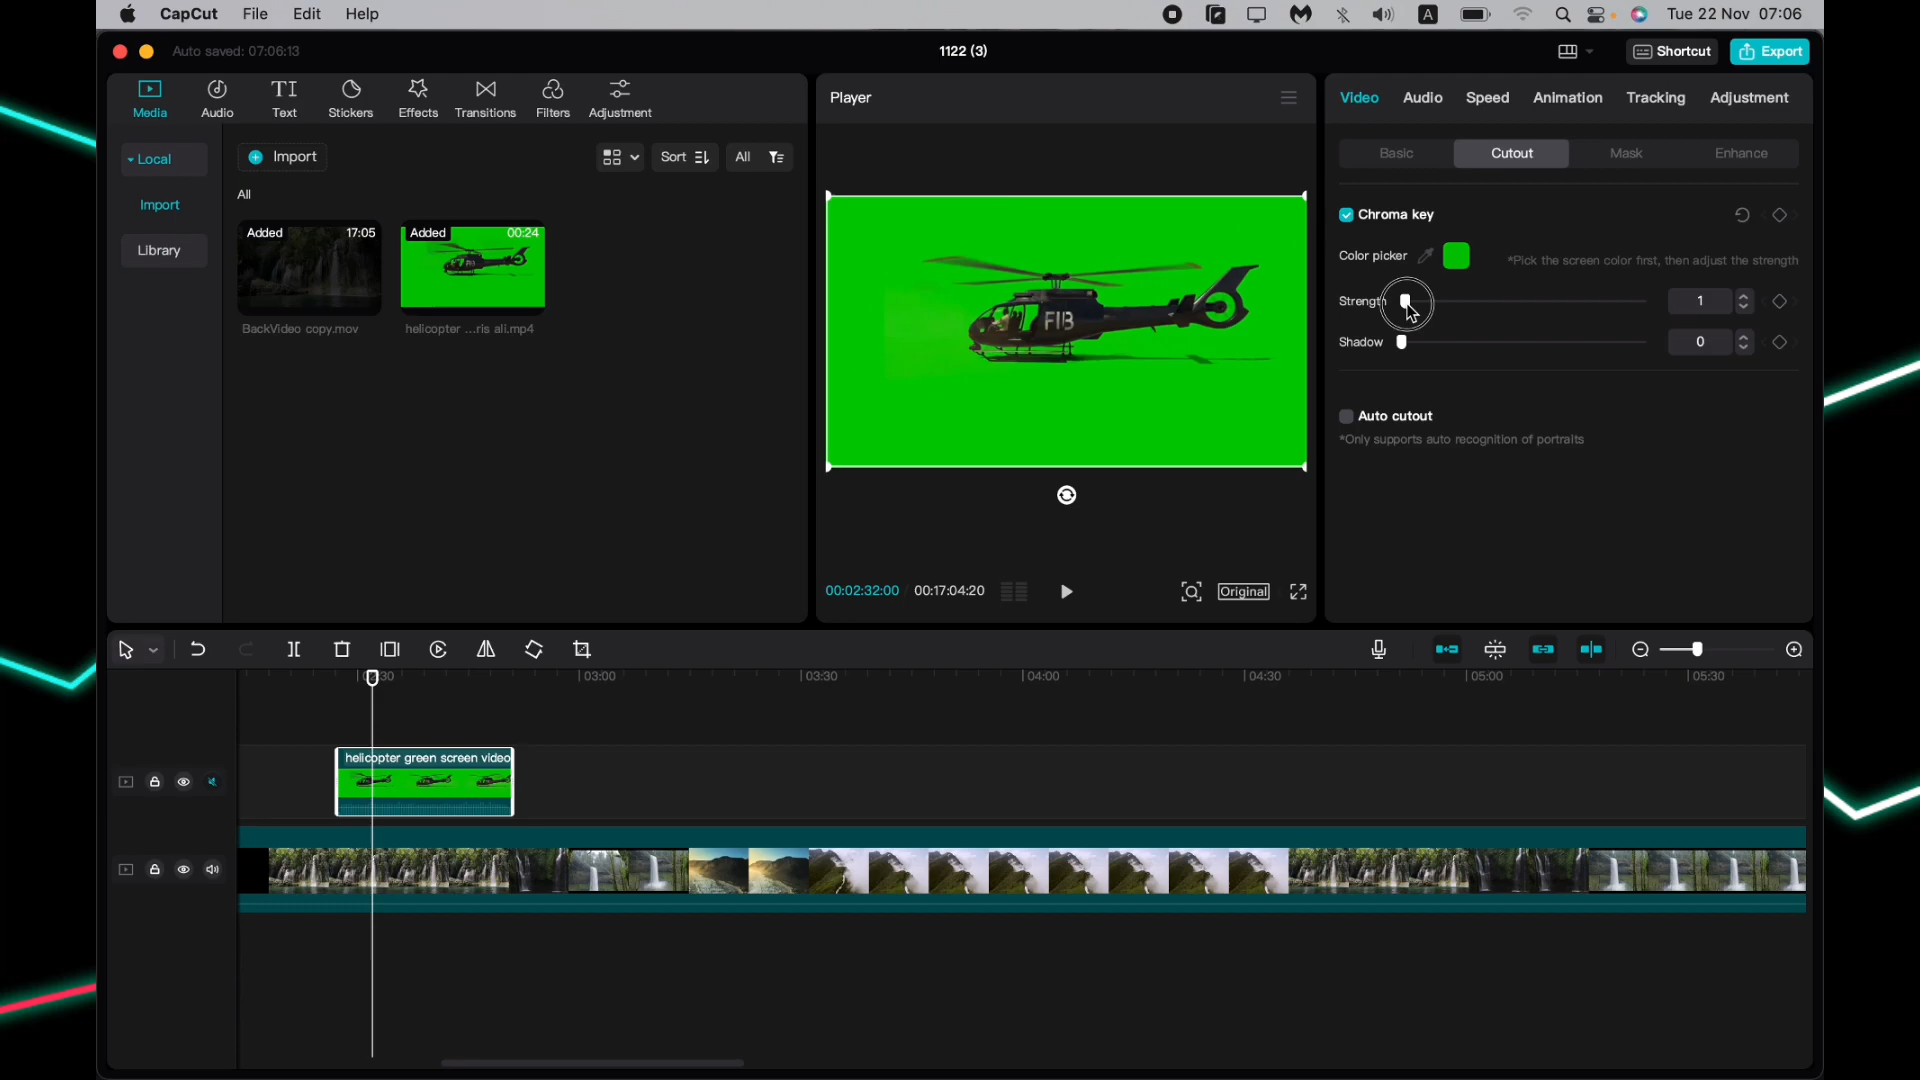 CapCut File Edit Help
A Tue 22 Nov 07:06
Auto saved: 07:06:13
1122 (3)
Shortcut
Export
Media
Audio
TI Text
Stickers
Effects
Transitions
Filters
Adjustment
Local
Import
Library
Import
Sort
All
All
Added 17:05
BackVideo copy.mov
Added 00:24
helicopter ...ris ali.mp4
Player
FIB
00:02:32:00 00:17:04:20
Original
Video Audio Speed Animation Tracking Adjustment
Basic Cutout Mask Enhance
Chroma key
Color picker *Pick the screen color first, then adjust the strength
Strength 1
Shadow 0
Auto cutout
*Only supports auto recognition of portraits
03:00 03:30 04:00 04:30 05:00 05:30
helicopter green screen video